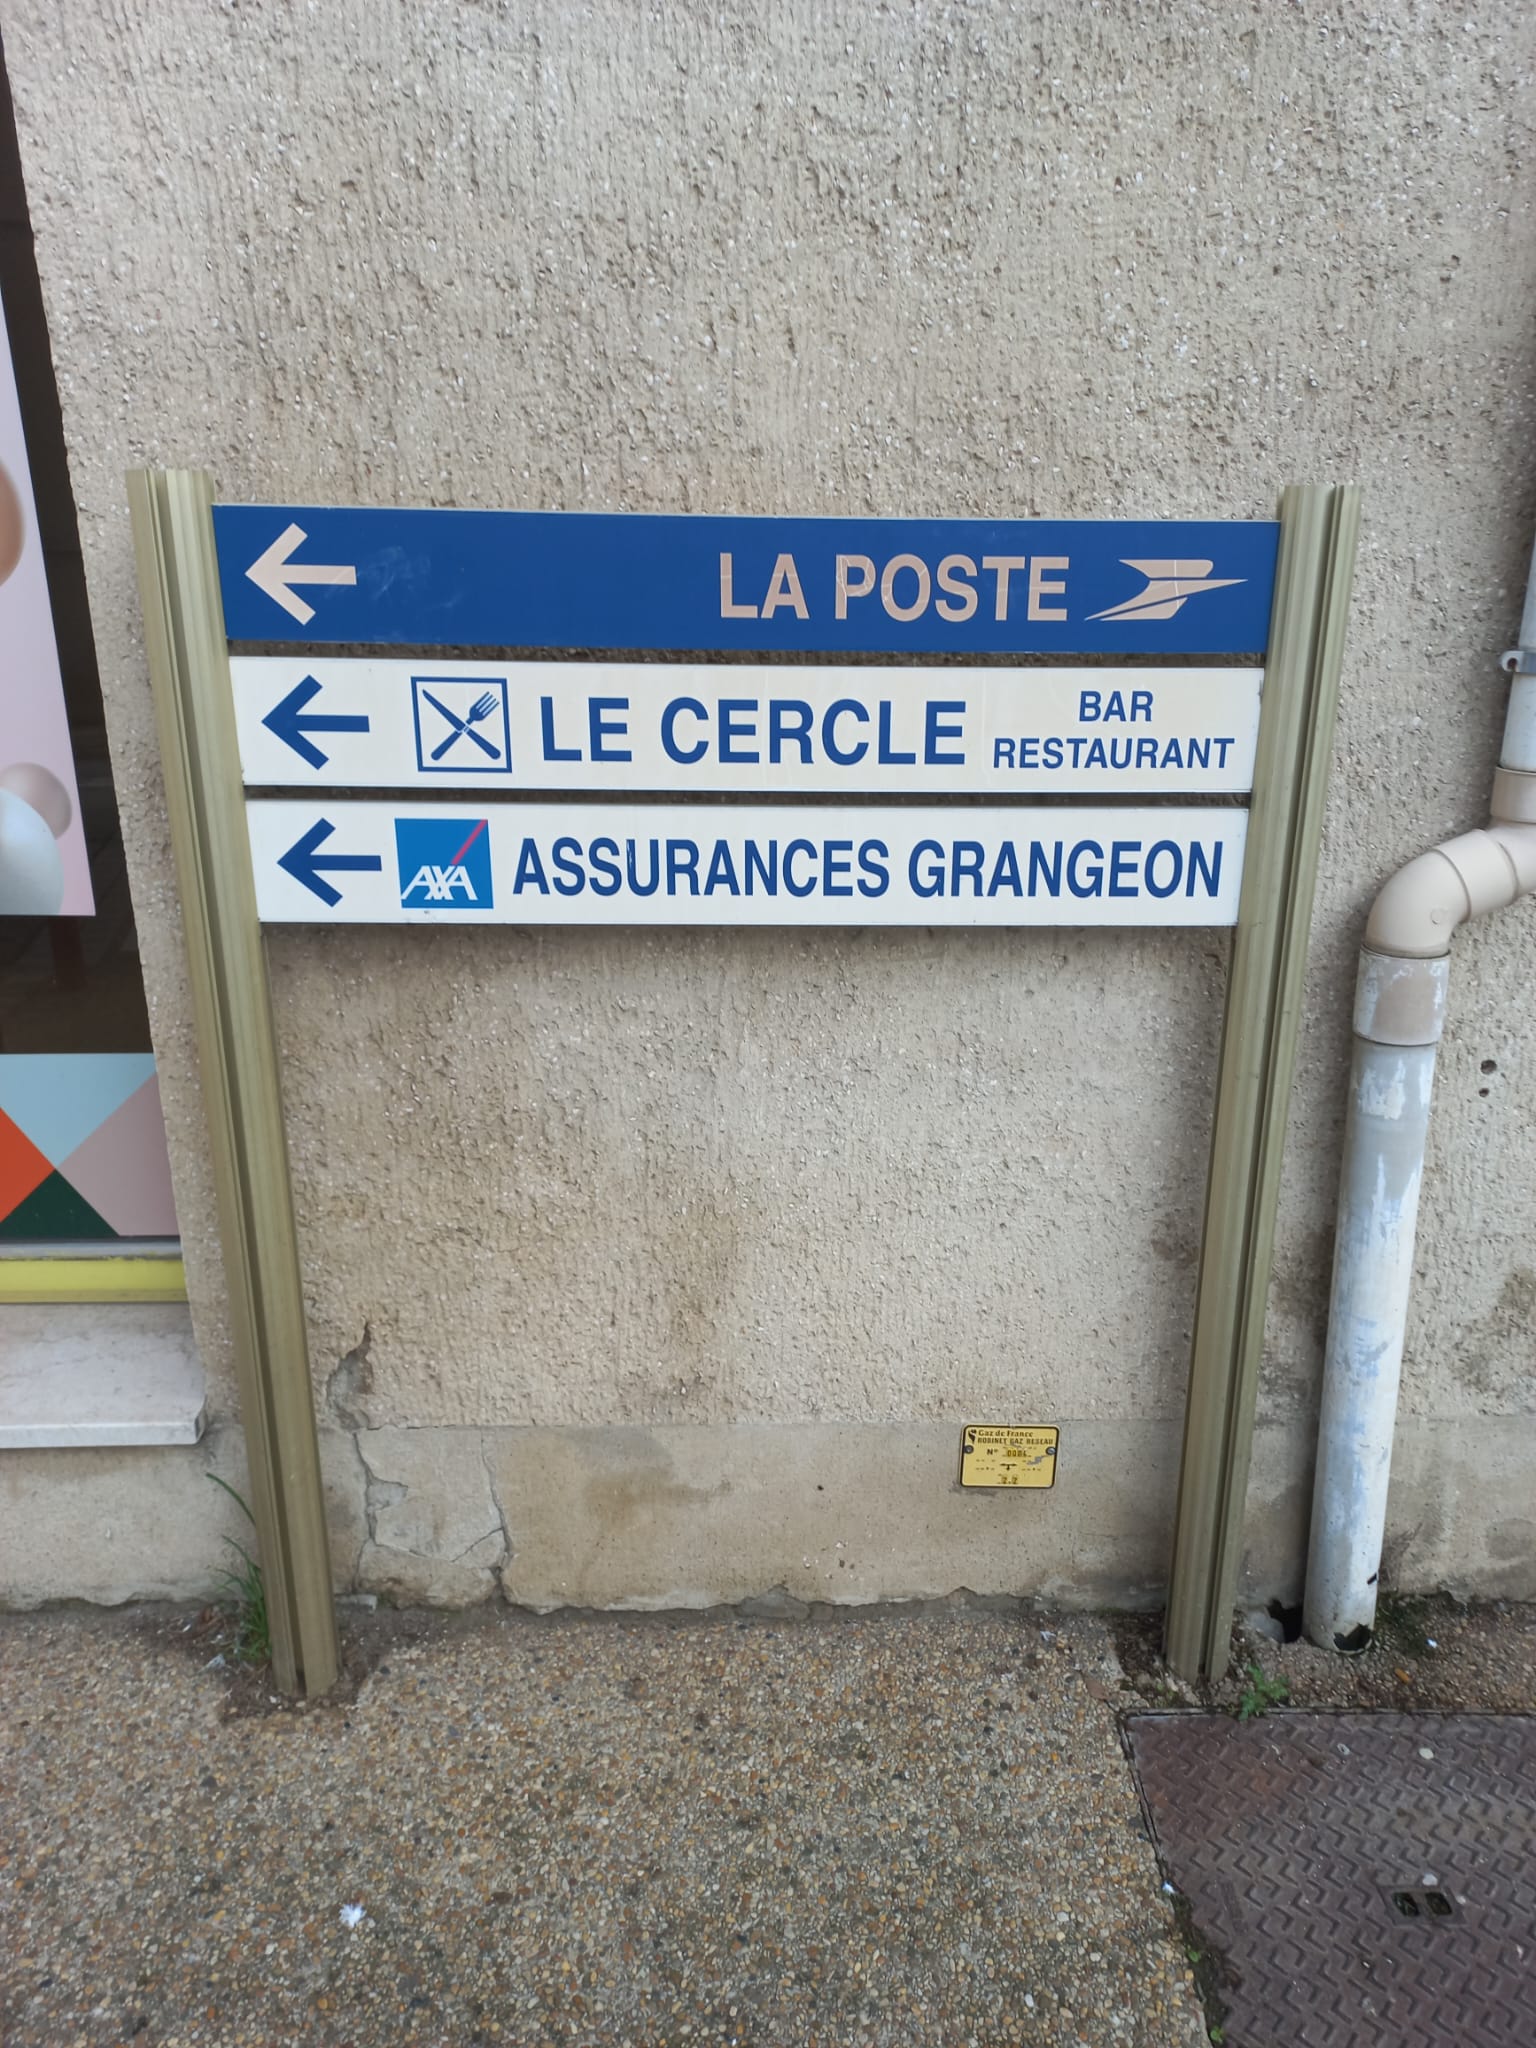 LA POSTE
LE CERCLE
BAR
RESTAURANT
AXA
ASSURANCES GRANGEON
Gaz de France
ROBINET GAZ RESEAU
N°